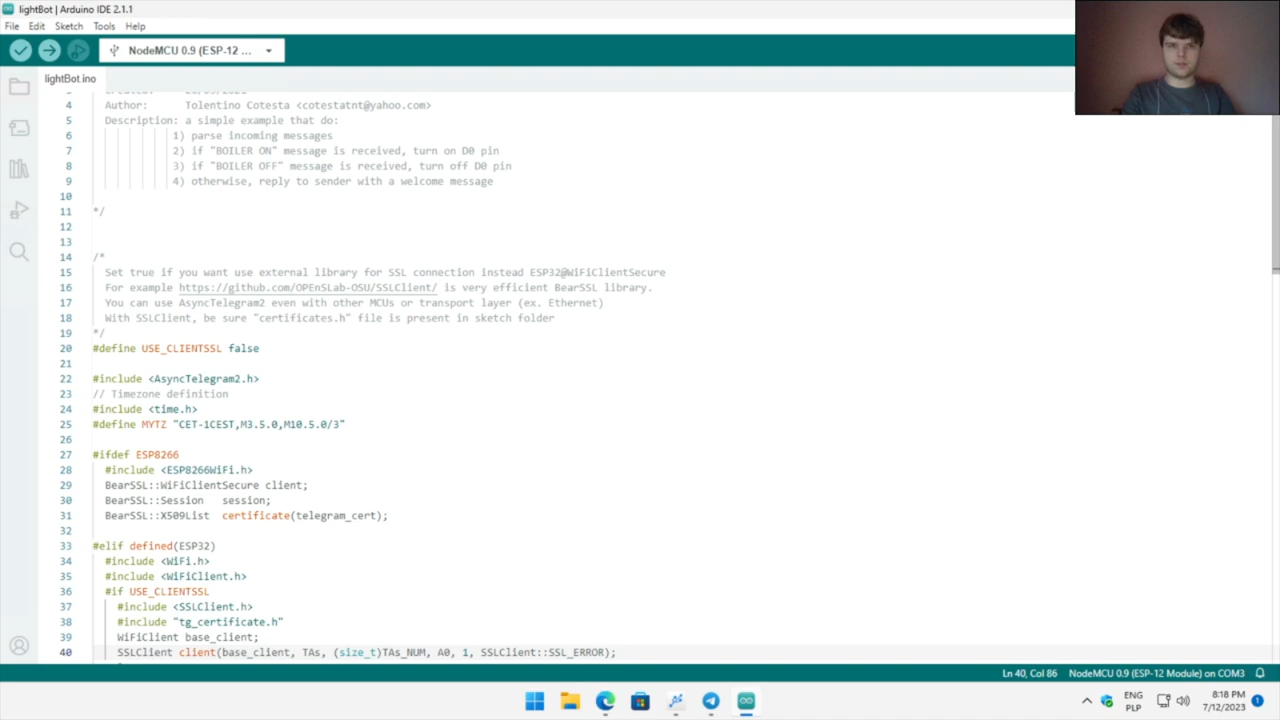 lightBot | Arduino IDE 2.1.1
File Edit Sketch Tools Help
NodeMCU 0.9 (ESP-12 ...
lightBot.ino
4 Author: Tolentino Cotesta <cotestatnt@yahoo.com>
5 Description: a simple example that do:
6 1) parse incoming messages
7 2) if "BOILER ON" message is received, turn on D0 pin
8 3) if "BOILER OFF" message is received, turn off D0 pin
9 4) otherwise, reply to sender with a welcome message
10
11 */
12
13
14 /*
15 Set true if you want use external library for SSL connection instead ESP32@WiFiClientSecure
16 For example https://github.com/OPEnSLab-OSU/SSLClient/ is very efficient BearSSL library.
17 You can use AsyncTelegram2 even with other MCUs or transport layer (ex. Ethernet)
18 With SSLClient, be sure "certificates.h" file is present in sketch folder
19 */
20 #define USE_CLIENTSSL false
21
22 #include <AsyncTelegram2.h>
23 // Timezone definition
24 #include <time.h>
25 #define MYTZ "CET-1CEST,M3.5.0,M10.5.0/3"
26
27 #ifdef ESP8266
28 #include <ESP8266WiFi.h>
29 BearSSL::WiFiClientSecure client;
30 BearSSL::Session session;
31 BearSSL::X509List certificate(telegram_cert);
32
33 #elif defined(ESP32)
34 #include <WiFi.h>
35 #include <WiFiClient.h>
36 #if USE_CLIENTSSL
37 #include <SSLClient.h>
38 #include "tg_certificate.h"
39 WiFiClient base_client;
40 SSLClient client(base_client, TAs, (size_t)TAs_NUM, A0, 1, SSLClient::SSL_ERROR);
Ln 40, Col 86 NodeMCU 0.9 (ESP-12 Module) on COM3
ENG
PLP
8:18 PM
7/12/2023
1